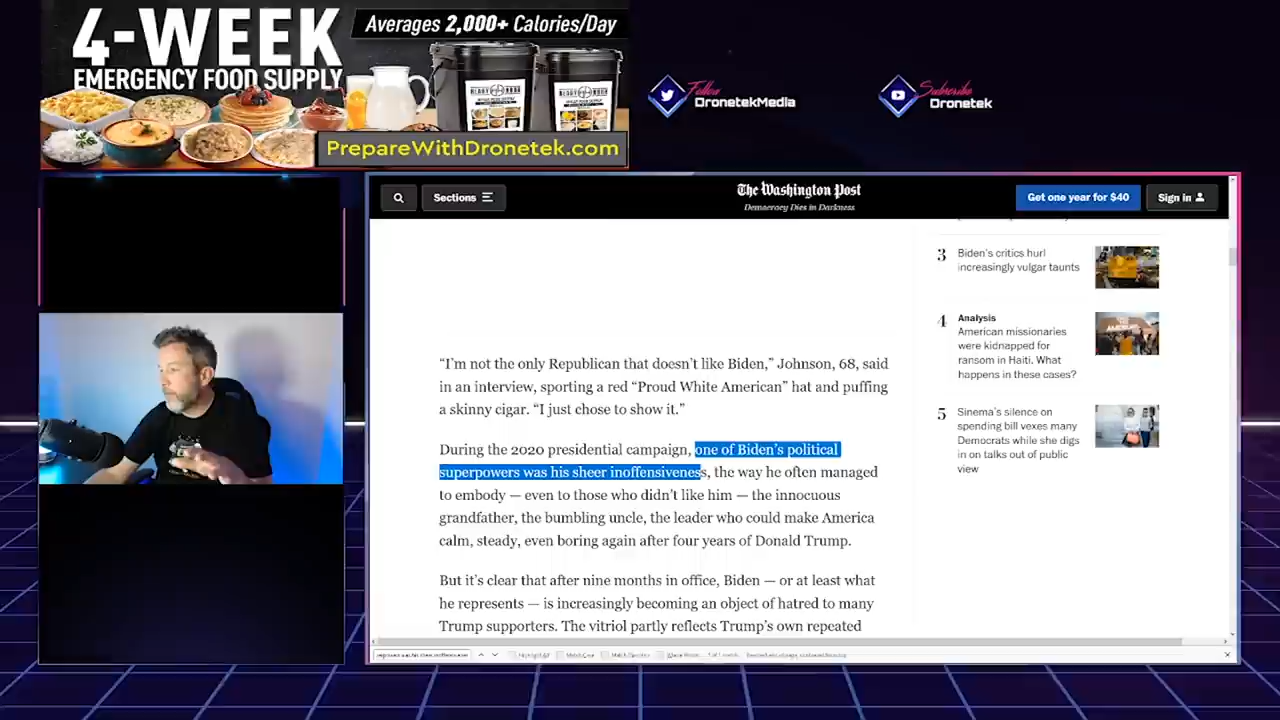 4-WEEK
EMERGENCY FOOD SUPPLY
Averages 2,000+ Calories/Day
PrepareWithDronetek.com
Follow
DronetekMedia
Subscribe
Dronetek
Sections
The Washington Post
Democracy Dies in Darkness
Get one year for $40
Sign in
3
Biden's critics hurl
increasingly vulgar taunts
4
Analysis
American missionaries
were kidnapped for
ransom in Haiti. What
happens in these cases?
5
Sinema's silence on
spending bill vexes many
Democrats while she digs
in on talks out of public
view
“I'm not the only Republican that doesn't like Biden,” Johnson, 68, said
in an interview, sporting a red “Proud White American” hat and puffing
a skinny cigar. “I just chose to show it.”
During the 2020 presidential campaign, one of Biden's political
superpowers was his sheer inoffensiveness, the way he often managed
to embody — even to those who didn't like him — the innocuous
grandfather, the bumbling uncle, the leader who could make America
calm, steady, even boring again after four years of Donald Trump.
But it's clear that after nine months in office, Biden — or at least what
he represents — is increasingly becoming an object of hatred to many
Trump supporters. The vitriol partly reflects Trump's own repeated